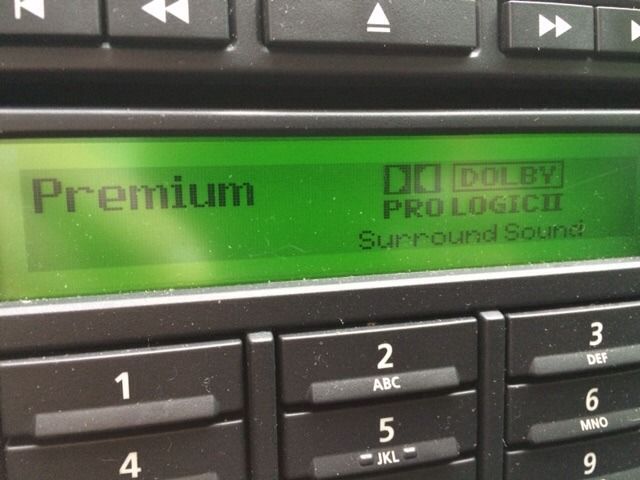 Premium
DOLBY
PRO LOGIC II
Surround Sound
1
2
ABC
3
DEF
4
5
JKL
6
MNO
9